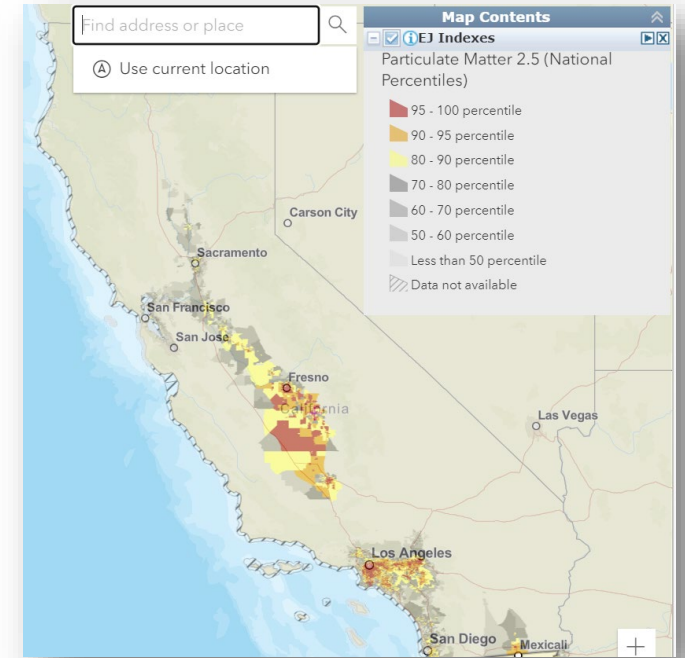 Find address or place
Use current location
Map Contents
EJ Indexes
Particulate Matter 2.5 (National
Percentiles)
95 - 100 percentile
90 - 95 percentile
80 - 90 percentile
70 - 80 percentile
60 - 70 percentile
50 - 60 percentile
Less than 50 percentile
Data not available
Carson City
Sacramento
San Francisco
San Jose
Fresno
California
Las Vegas
Los Angeles
San Diego
Mexicali